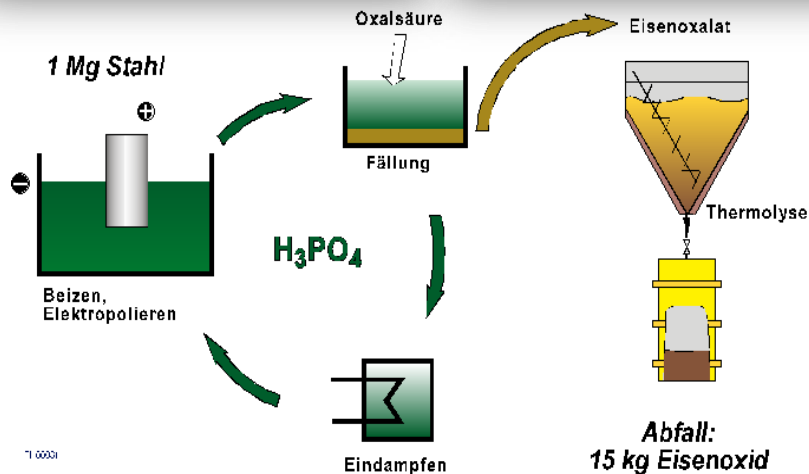 Oxalsäure
Eisenoxalat
1 Mg Stahl
+
−
Fällung
Thermolyse
H₃PO₄
Beizen,
Elektropolieren
Eindampfen
Abfall:
15 kg Eisenoxid